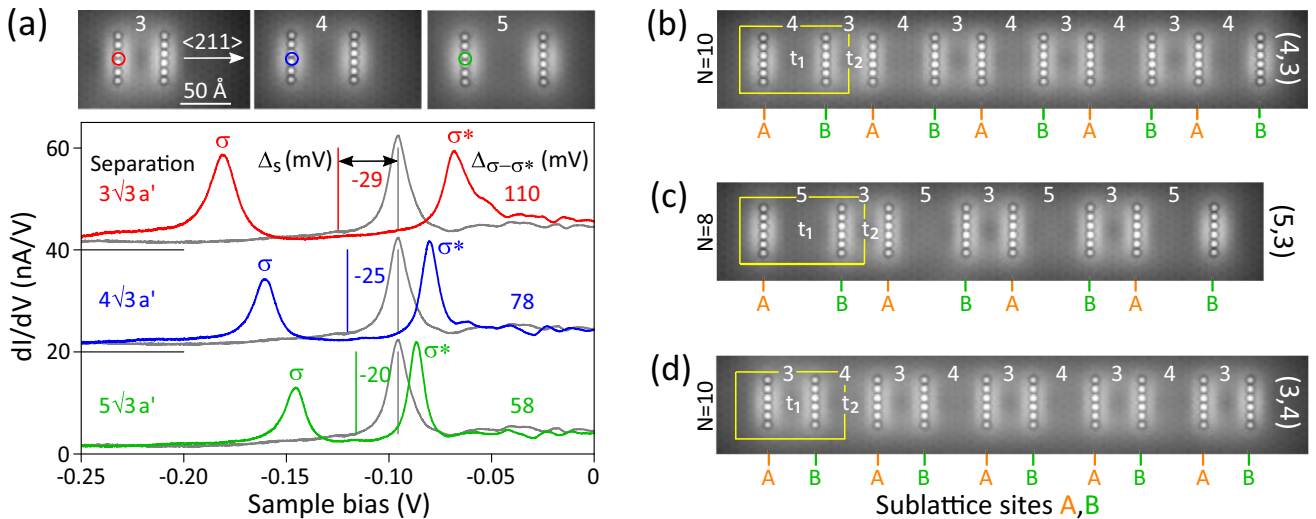 (a)
3 4 5
<211>
50 Å
dI/dV (nA/V)
60
40
20
0
Separation
Δs (mV)
Δσ−σ* (mV)
σ
σ*
3√3a'
-29
110
σ
σ*
4√3a'
-25
78
σ
σ*
5√3a'
-20
58
-0.25 -0.20 -0.15 -0.10 -0.05 0
Sample bias (V)
(b)
N=10
4 3 4 3 4 3 4 3 4
t1 t2
(4,3)
A B A B A B A B A B
(c)
N=8
5 3 5 3 5 3 5
t1 t2
(5,3)
A B A B A B A B
(d)
N=10
3 4 3 4 3 4 3 4 3
t1 t2
(3,4)
A B A B A B A B A B
Sublattice sites A,B